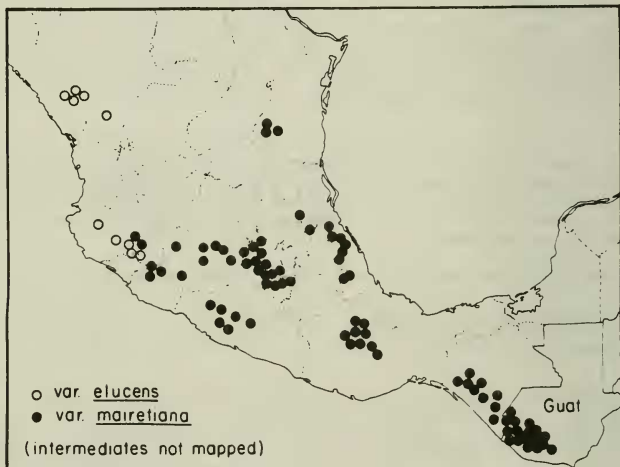 Guat
○ var. elucens
● var. mairetiana
(intermediates not mapped)